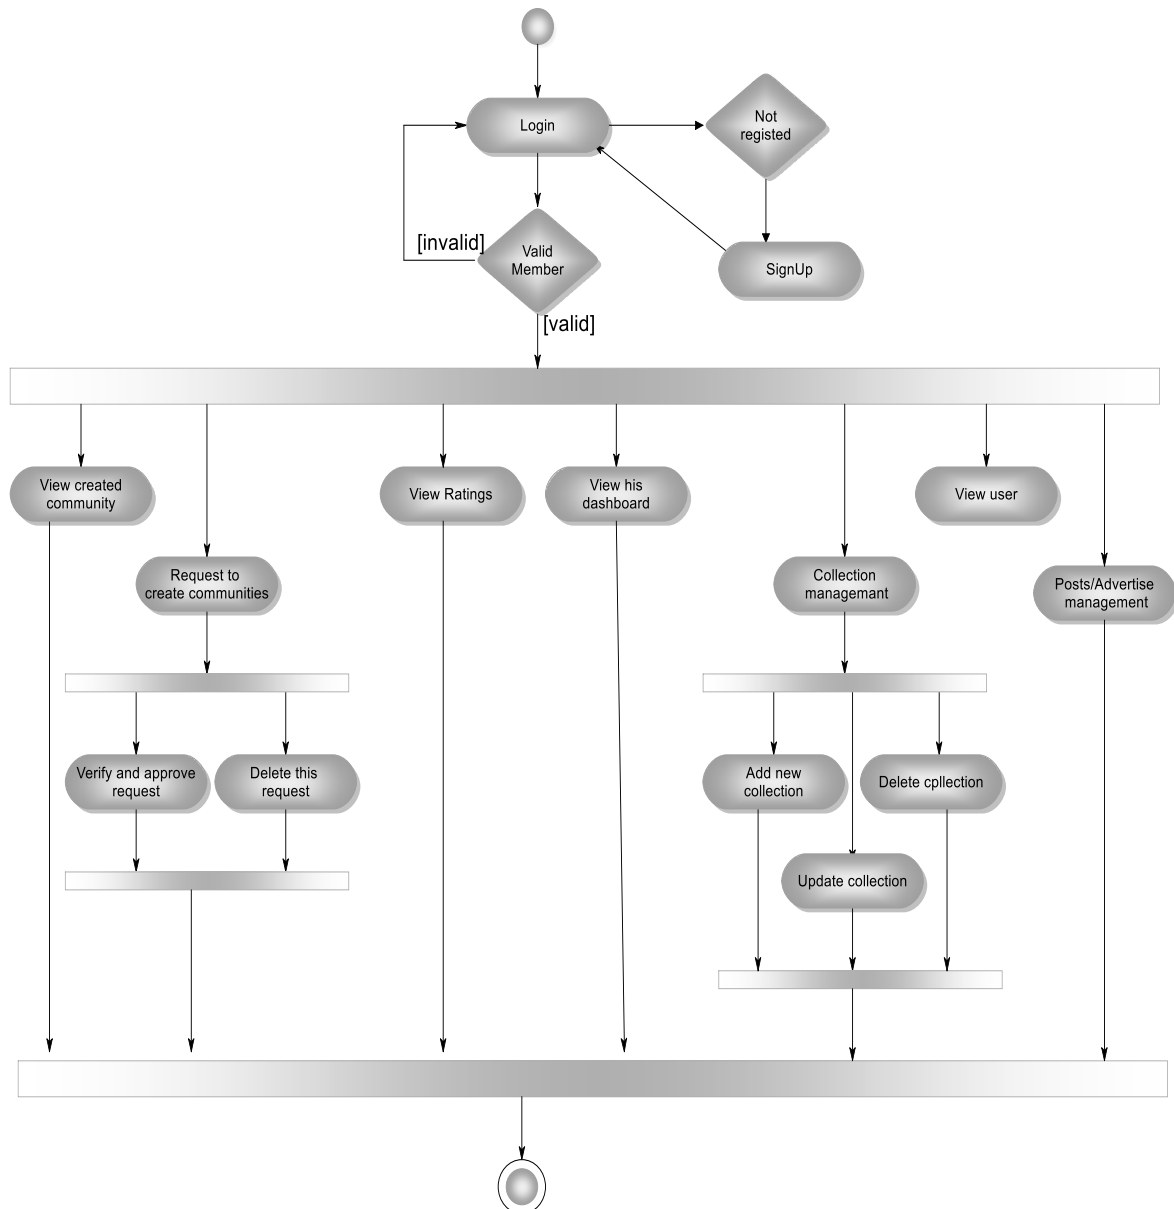 Login
Not
registed
[invalid]
Valid
Member
SignUp
[valid]
View created
community
View Ratings
View his
dashboard
View user
Request to
create communities
Collection
managemant
Posts/Advertise
management
Verify and approve
request
Delete this
request
Add new
collection
Delete cpllection
Update collection